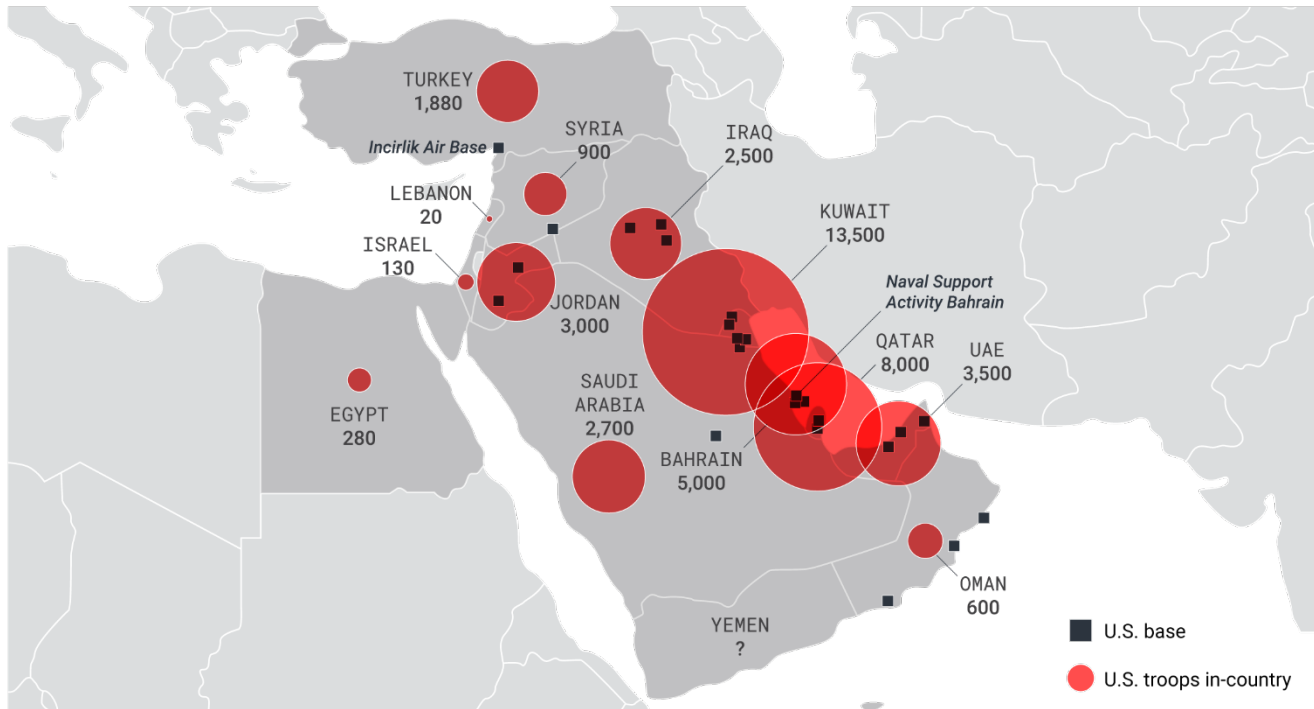 TURKEY
1,880
SYRIA
900
IRAQ
2,500
Incirlik Air Base
LEBANON
20
KUWAIT
13,500
ISRAEL
130
Naval Support
Activity Bahrain
JORDAN
3,000
QATAR
8,000
UAE
3,500
SAUDI
ARABIA
2,700
EGYPT
280
BAHRAIN
5,000
OMAN
600
YEMEN
?
U.S. base
U.S. troops in-country